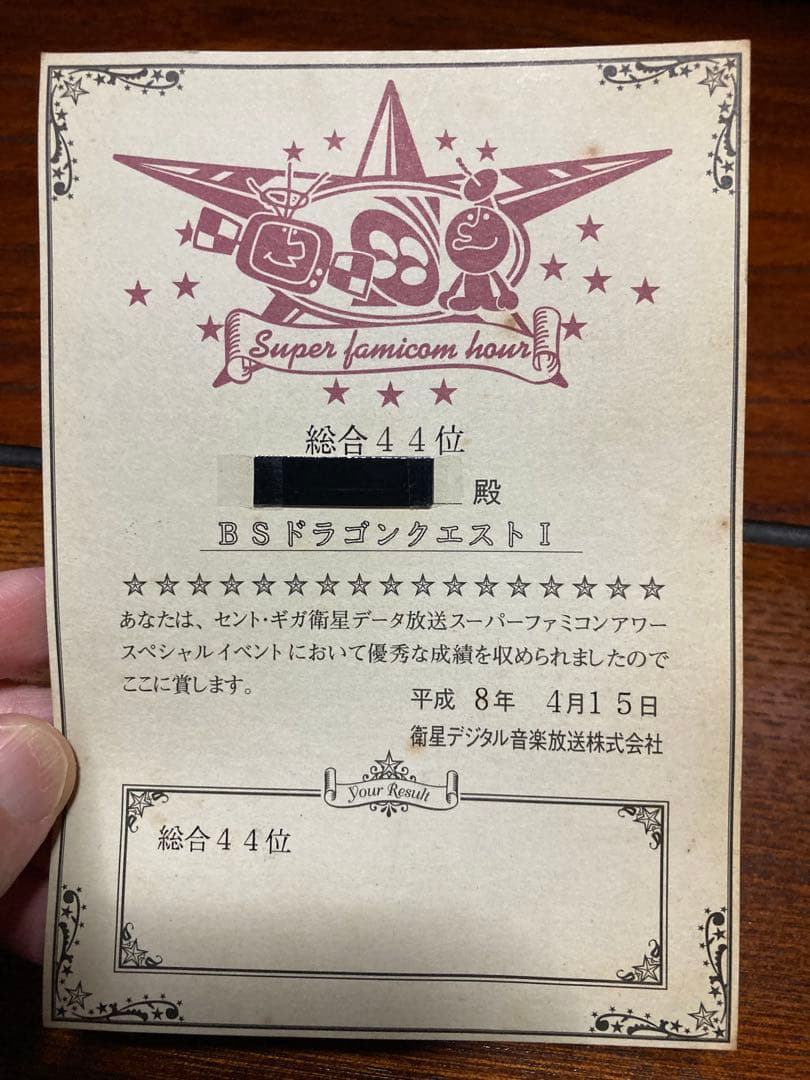 Super famicom hour
総合44位
殿
BSドラゴンクエストI
あなたは、セント・ギガ衛星データ放送スーパーファミコンアワー
スペシャルイベントにおいて優秀な成績を収められましたので
ここに賞します。
平成 8年 4月15日
衛星デジタル音楽放送株式会社
your Result
総合44位